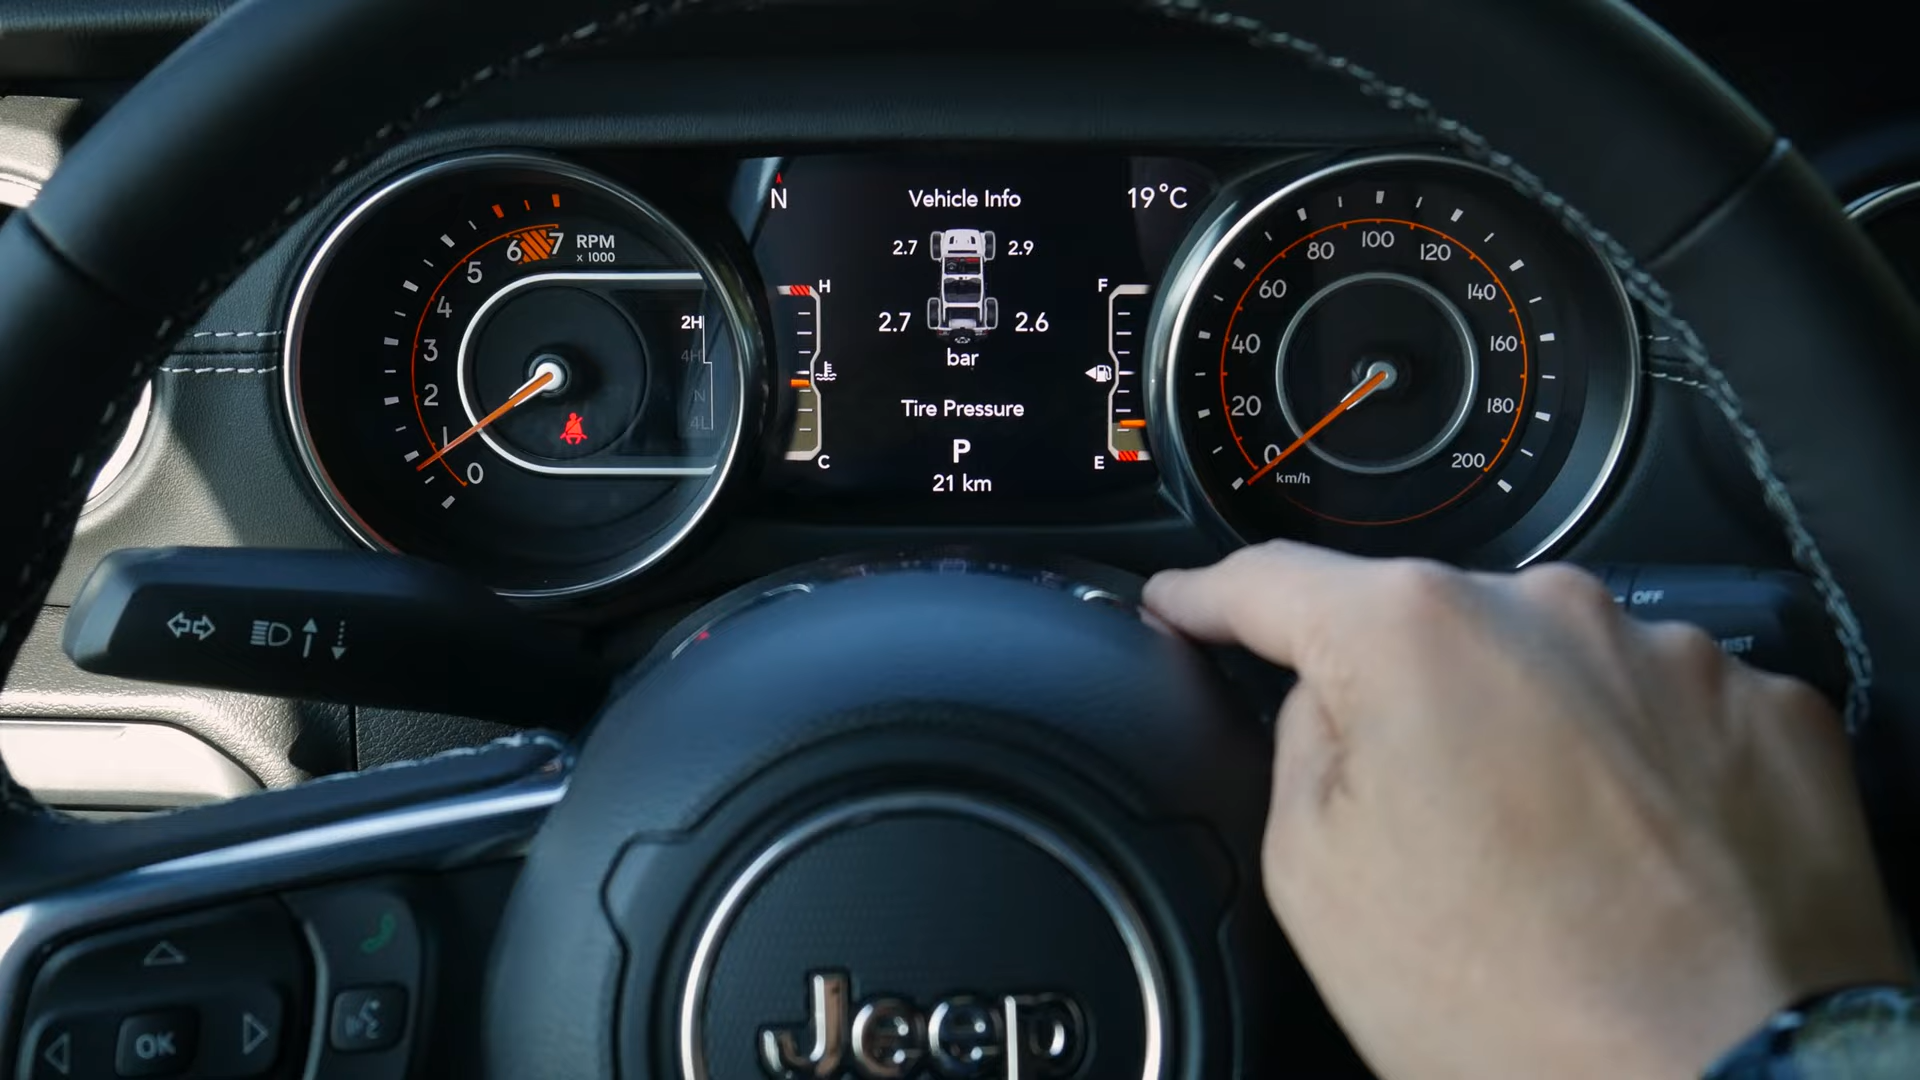 N
Vehicle Info
19°C
2.7
2.9
2.7
2.6
bar
Tire Pressure
P
21 km
H
C
F
E
7
6
5
4
3
2
1
0
RPM
x 1000
2H
4H
N
4L
0
20
40
60
80
100
120
140
160
180
200
km/h
OFF
OK
Jeep